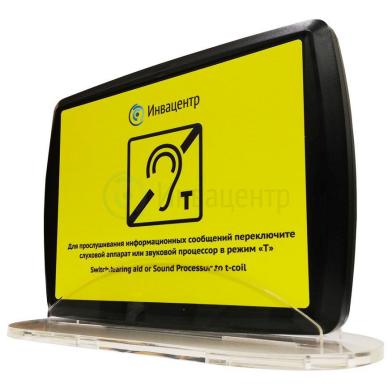 Инвацентр
T
Инвацентр
Для прослушивания информационных сообщений переключите
слуховой аппарат или звуковой процессор в режим «Т»
Switch hearing aid or Sound Processor to t-coil